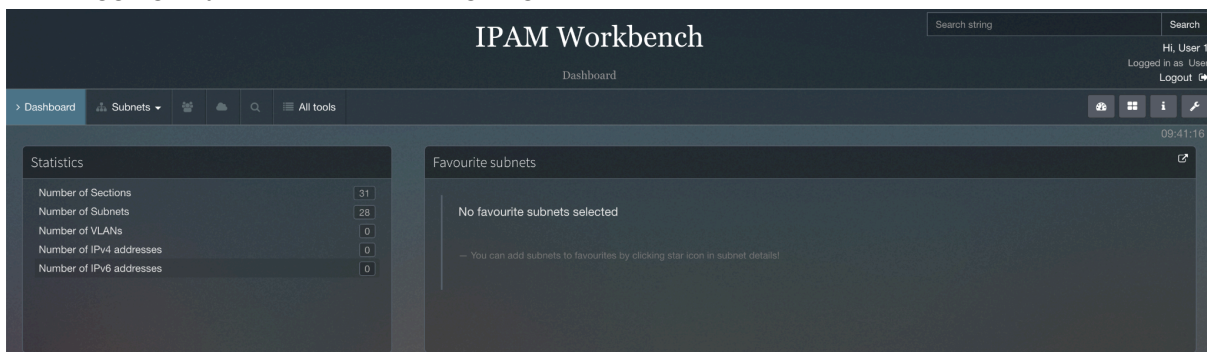 IPAM Workbench
Dashboard
Search string
Search
Hi, User 1
Logged in as User
Logout
> Dashboard
Subnets
All tools
09:41:16
Statistics
Number of Sections 31
Number of Subnets 28
Number of VLANs 0
Number of IPv4 addresses 0
Number of IPv6 addresses 0
Favourite subnets
No favourite subnets selected
— You can add subnets to favourites by clicking star icon in subnet details!